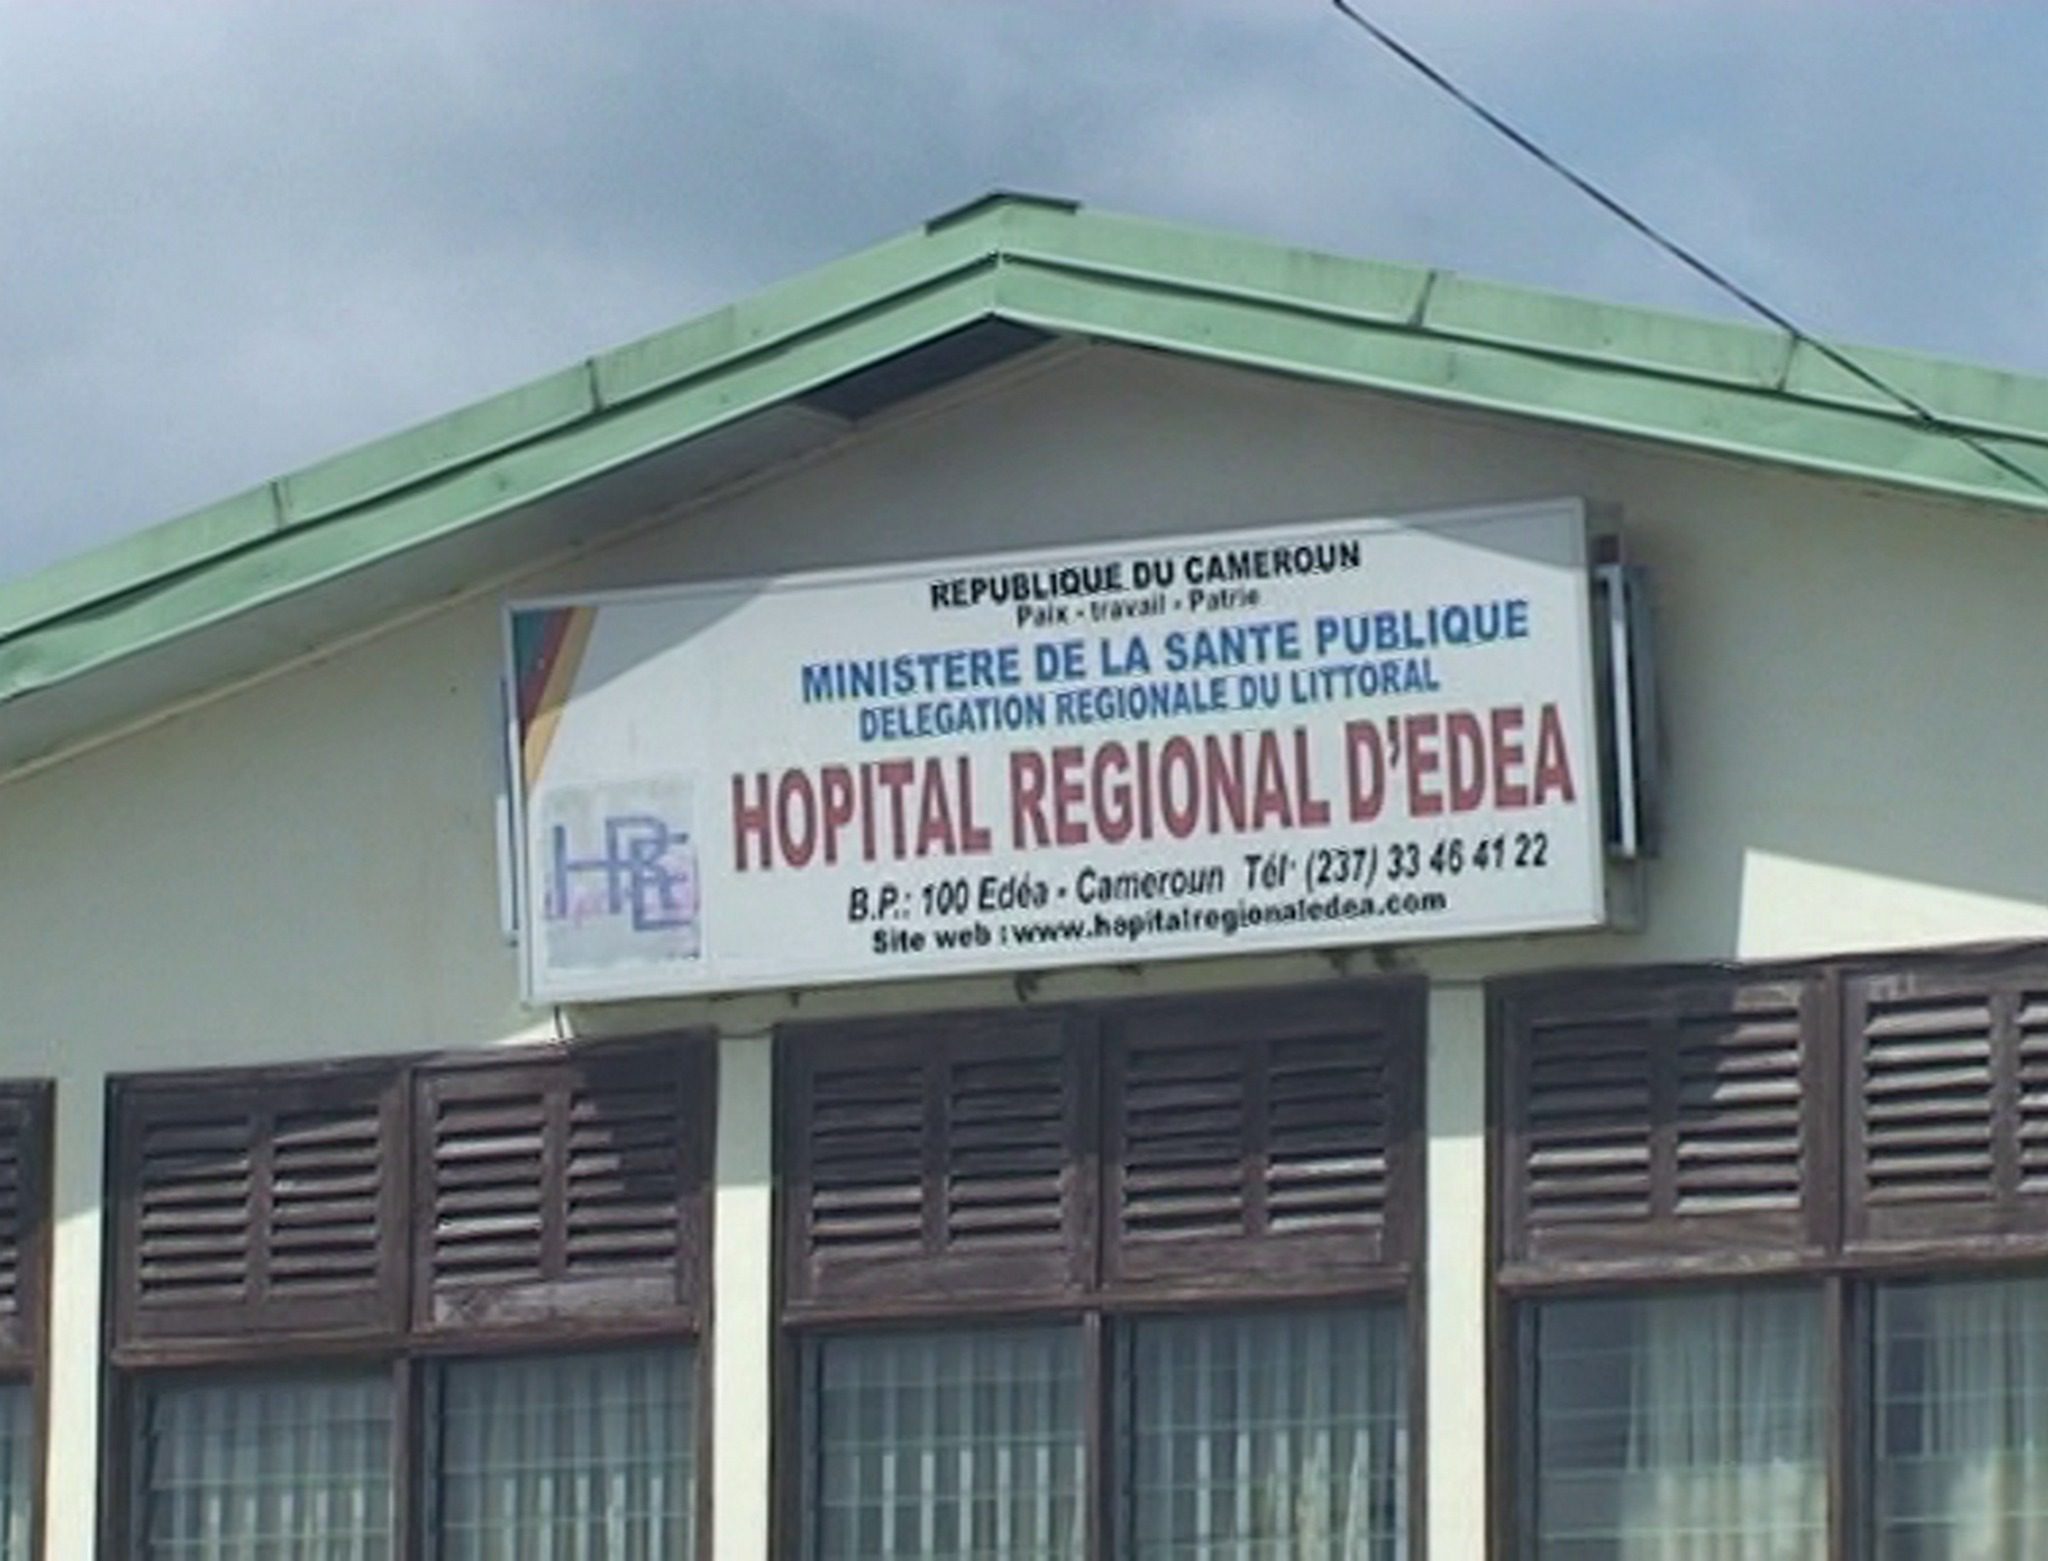 REPUBLIQUE DU CAMEROUN
Paix - travail - Patrie
MINISTERE DE LA SANTE PUBLIQUE
DELEGATION REGIONALE DU LITTORAL
HOPITAL REGIONAL D'EDEA
HRE
B.P.: 100 Edéa - Cameroun Tél: (237) 33 46 41 22
Site web : www.hopitalregionaledea.com